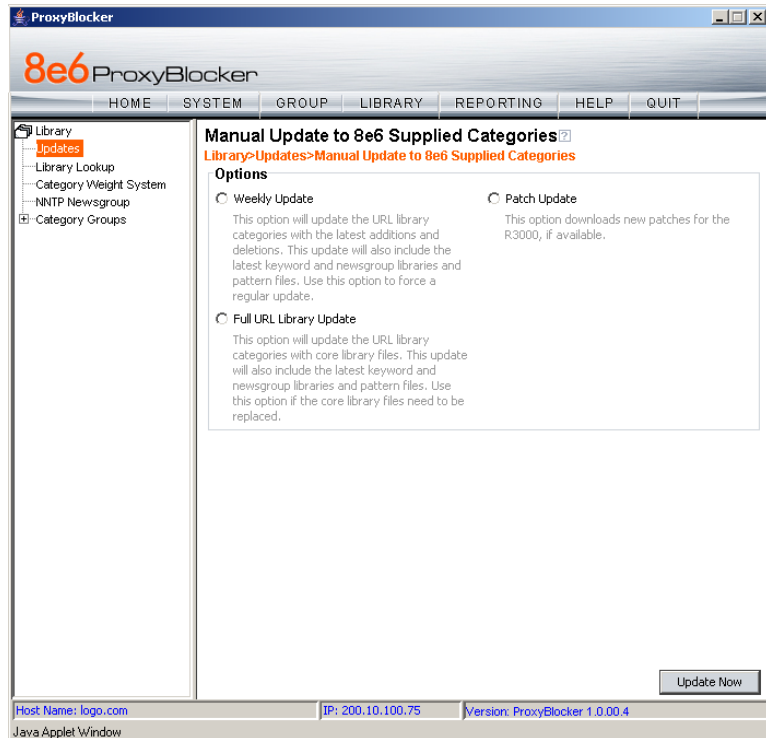 ProxyBlocker
8e6 ProxyBlocker
HOME SYSTEM GROUP LIBRARY REPORTING HELP QUIT
Library
Updates
Library Lookup
Category Weight System
NNTP Newsgroup
Category Groups
Manual Update to 8e6 Supplied Categories
Library>Updates>Manual Update to 8e6 Supplied Categories
Options
Weekly Update
This option will update the URL library
categories with the latest additions and
deletions. This update will also include the
latest keyword and newsgroup libraries and
pattern files. Use this option to force a
regular update.
Full URL Library Update
This option will update the URL library
categories with core library files. This update
will also include the latest keyword and
newsgroup libraries and pattern files. Use
this option if the core library files need to be
replaced.
Patch Update
This option downloads new patches for the
R3000, if available.
Update Now
Host Name: logo.com IP: 200.10.100.75 Version: ProxyBlocker 1.0.00.4
Java Applet Window